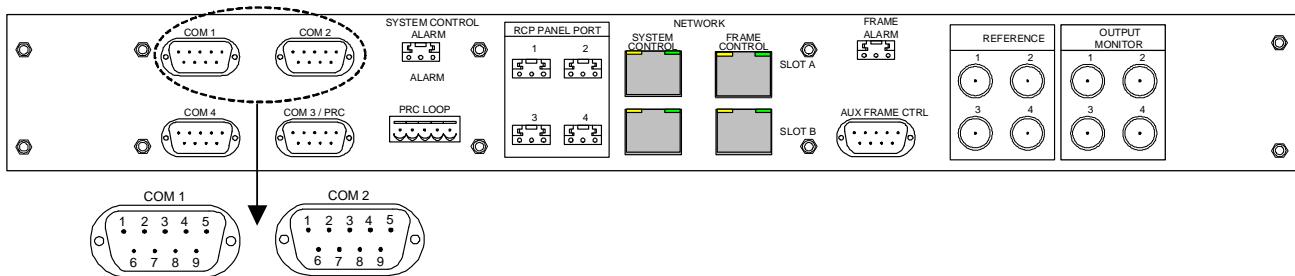 COM 1
COM 2
SYSTEM CONTROL
ALARM
ALARM
RCP PANEL PORT
1 2
3 4
NETWORK
SYSTEM
CONTROL
FRAME
CONTROL
SLOT A
SLOT B
FRAME
ALARM
REFERENCE
1 2
3 4
OUTPUT
MONITOR
1 2
3 4
COM 4
COM 3 / PRC
PRC LOOP
AUX FRAME CTRL
COM 1
1 2 3 4 5
6 7 8 9
COM 2
1 2 3 4 5
6 7 8 9